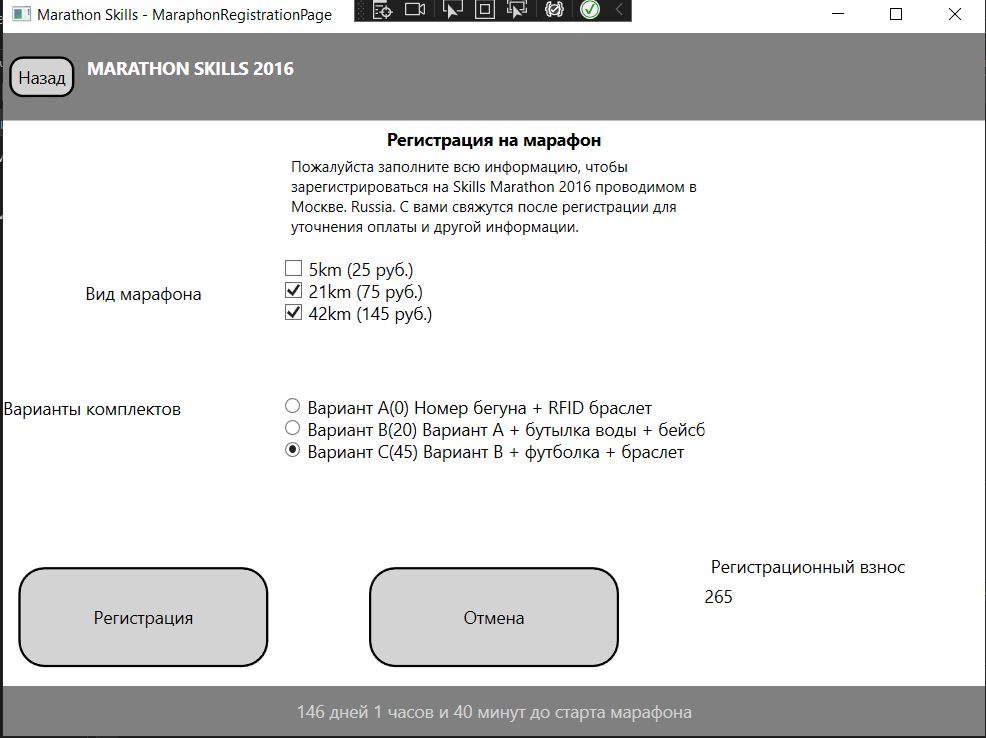 Marathon Skills - MaraphonRegistrationPage
Назад
MARATHON SKILLS 2016
Регистрация на марафон
Пожалуйста заполните всю информацию, чтобы
зарегистрироваться на Skills Marathon 2016 проводимом в
Москве. Russia. С вами свяжутся после регистрации для
уточнения оплаты и другой информации.
Вид марафона
5km (25 руб.)
21km (75 руб.)
42km (145 руб.)
Варианты комплектов
Вариант A(0) Номер бегуна + RFID браслет
Вариант B(20) Вариант A + бутылка воды + бейсб
Вариант C(45) Вариант B + футболка + браслет
Регистрация
Отмена
Регистрационный взнос
265
146 дней 1 часов и 40 минут до старта марафона